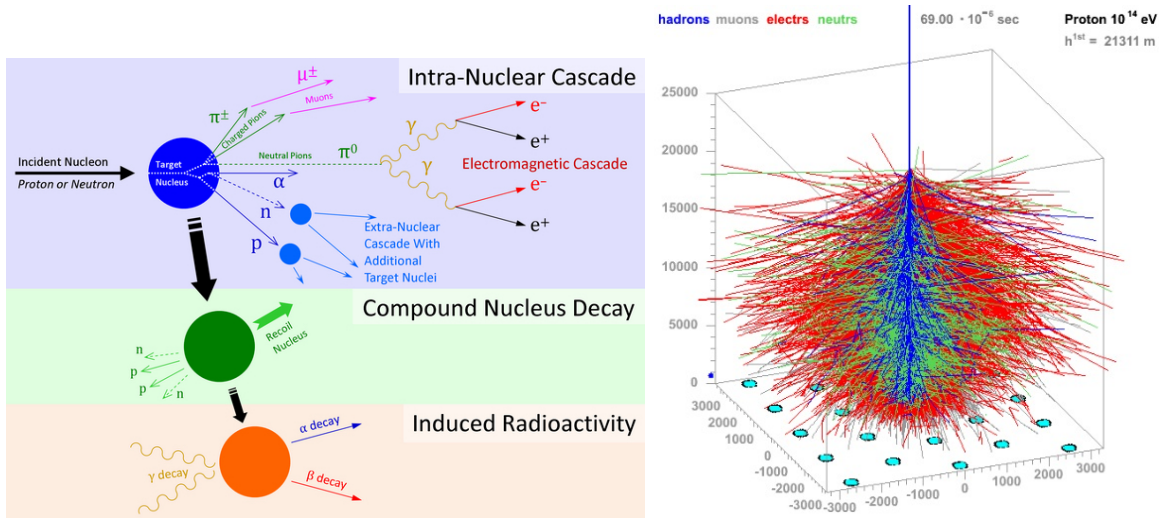 Intra-Nuclear Cascade
μ±
π±
Charged Pions
Muons
Incident Nucleon
Proton or Neutron
Target
Nucleus
Neutral Pions
π⁰
γ
γ
e⁻
e⁺
Electromagnetic Cascade
e⁻
e⁺
α
n
p
Extra-Nuclear
Cascade With
Additional
Target Nuclei
Compound Nucleus Decay
Recoil
Nucleus
n
p
p
n
Induced Radioactivity
α decay
γ decay
β decay
hadrons muons electrs neutrs 69.00 · 10⁻⁶ sec Proton 10¹⁴ eV
h¹ˢᵗ = 21311 m
25000
20000
15000
10000
5000
0
3000
2000
1000
0
-1000
-2000
-3000
-3000
-2000
-1000
0
1000
2000
3000